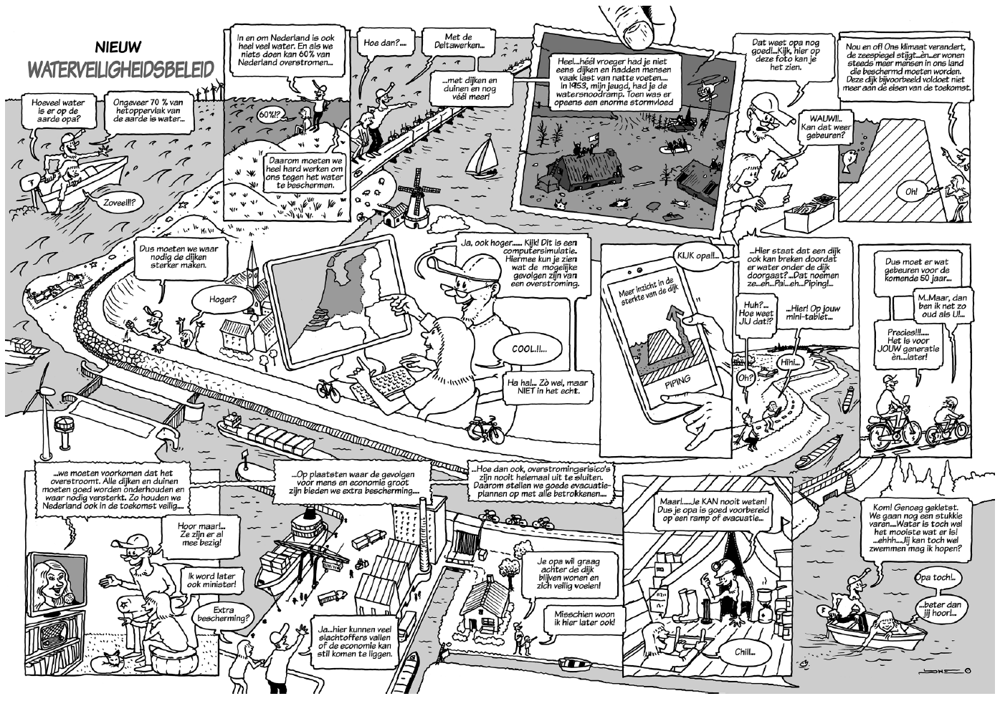 NIEUW
WATERVEILIGHEIDSBELEID
Hoeveel water
is er op de
aarde opa?
Ongeveer 70 % van
hetoppervlak van
de aarde is water...
Zoveel!!?
In en om Nederland is ook
heel veel water. En als we
niets doen kan 60% van
Nederland overstromen...
60%!?
Daarom moeten we
heel hard werken om
ons tegen het water
te beschermen.
Hoe dan?....
Met de
Deltawerken...
...met dijken en
duinen en nog
véél meer!
Heel...héél vroeger had je niet
eens dijken en hadden mensen
vaak last van natte voeten....
In 1953, mijn jeugd, had je de
watersnoodramp. Toen was er
opeens een enorme stormvloed
Dat weet opa nog
goed!...Kijk, hier op
deze foto kan je
het zien.
WAUW!!..
Kan dat weer
gebeuren?
Nou en of! Ons klimaat verandert,
de zeespiegel stijgt...èn...er wonen
steeds meer mensen in ons land
die beschermd moeten worden.
Deze dijk bijvoorbeeld voldoet niet
meer aan de eisen van de toekomst.
Oh!
Dus moeten we waar
nodig de dijken
sterker maken.
Hoger?
Ja, ook hoger...... Kijk! Dit is een
computersimulatie.
Hiermee kun je zien
wat de mogelijke
gevolgen zijn van
een overstroming.
COOL.!!...
Ha ha!... Zò wel, maar
NIET in het echt.
Meer inzicht in de
sterkte van de dijk
PIPING
KIJK opa!!...
...Hier staat dat een dijk
ook kan breken doordat
er water onder de dijk
doorgaat?...Dat noemen
ze...eh...Pai...eh...Piping!...
Huh?...
Hoe weet
JIJ dat!?
...Hier! Op jouw
mini-tablet...
Oh?
Hihi...
Dus moet er wat
gebeuren voor de
komende 50 jaar...
M..Maar, dan
ben ik net zo
oud als U!...
Precies!!!.....
Het is voor
JOUW generatie
èn....later!
...we moeten voorkomen dat het
overstroomt. Alle dijken en duinen
moeten goed worden onderhouden en
waar nodig versterkt. Zo houden we
Nederland ook in de toekomst veilig....
Hoor maar!...
Ze zijn er al
mee bezig!
Ik word later
ook minister!
...Op plaatsten waar de gevolgen
voor mens en economie groot
zijn bieden we extra bescherming....
Extra
bescherming?
Ja...hier kunnen veel
slachtoffers vallen
of de economie kan
stil komen te liggen.
...Hoe dan ook, overstromingsrisico's
zijn nooit helemaal uit te sluiten.
Daarom stellen we goede evacuatie-
plannen op met alle betrokkenen....
Je opa wil graag
achter de dijk
blijven wonen en
zich veilig voelen!
Misschien woon
ik hier later ook!
Maar!......Je KAN nooit weten!
Dus je opa is goed voorbereid
op een ramp of evacuatie...
Chill...
Kom! Genoeg gekletst.
We gaan nog een stukkie
varen....Water is toch wel
het mooiste wat er is!
...ehhh...Jij kan toch wel
zwemmen mag ik hopen?
Opa toch!..
...beter dan
jij hoor!...